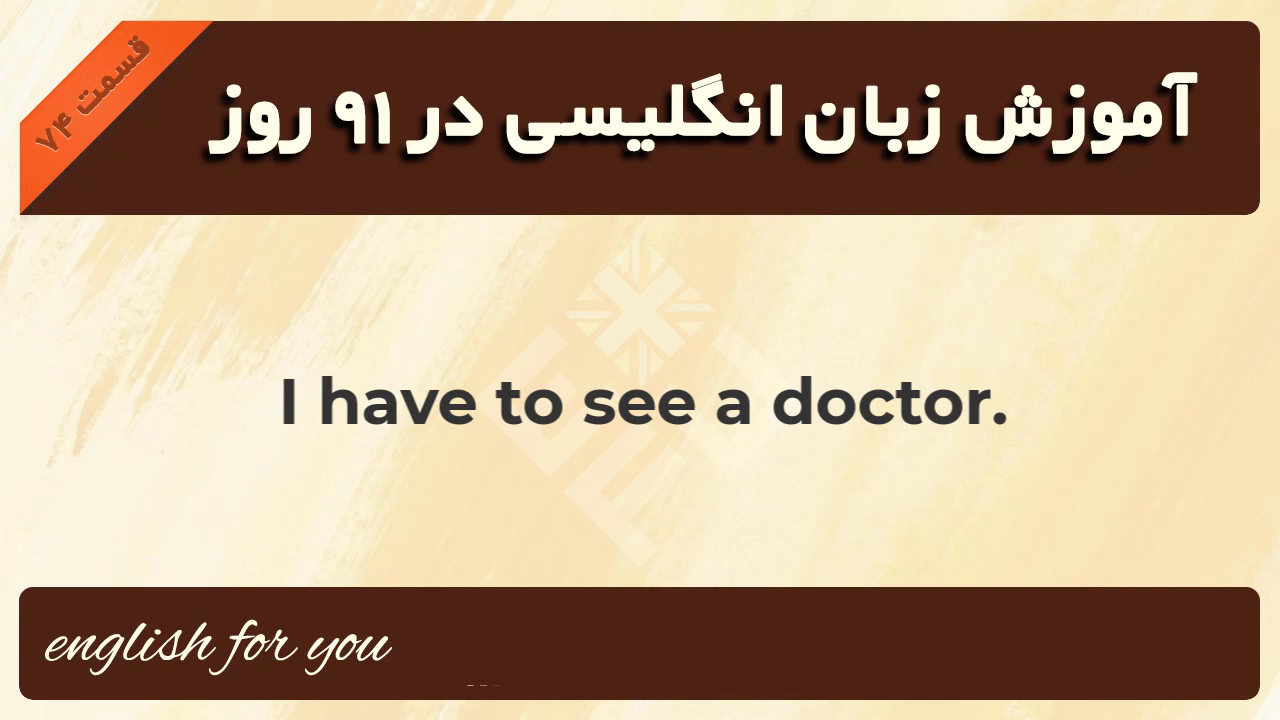 قسمت ۷۴
آموزش زبان انگلیسی در ۹۱ روز
I have to see a doctor.
english for you